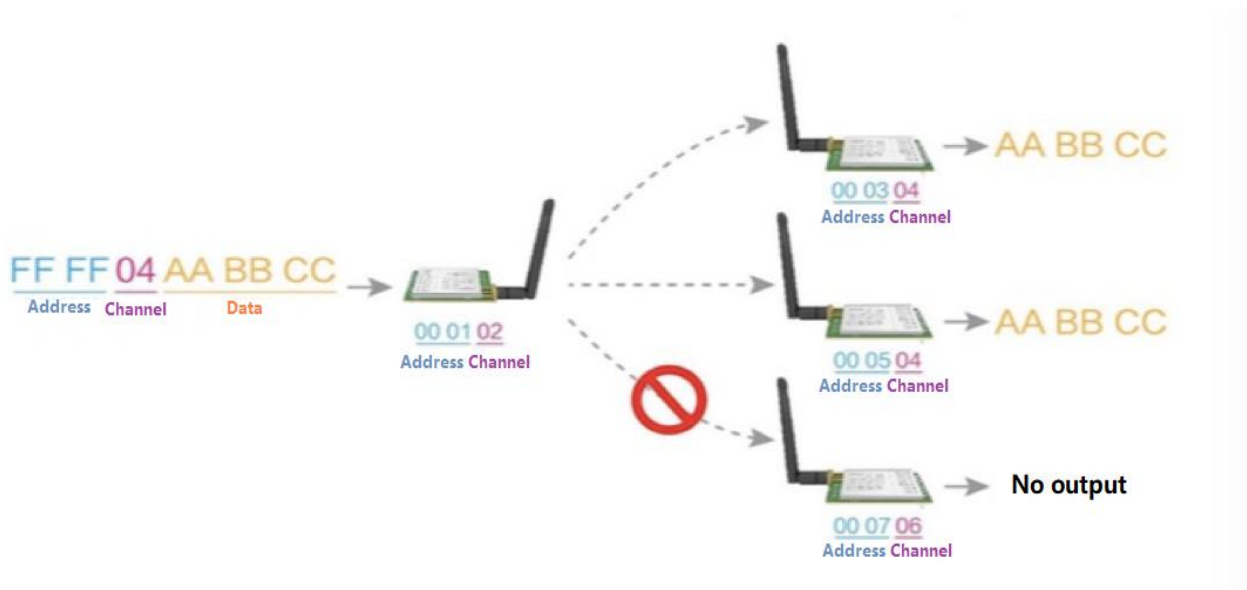 AA BB CC
00 03 04
Address Channel
FF FF 04 AA BB CC
Address Channel Data
00 01 02
Address Channel
AA BB CC
00 05 04
Address Channel
No output
00 07 06
Address Channel